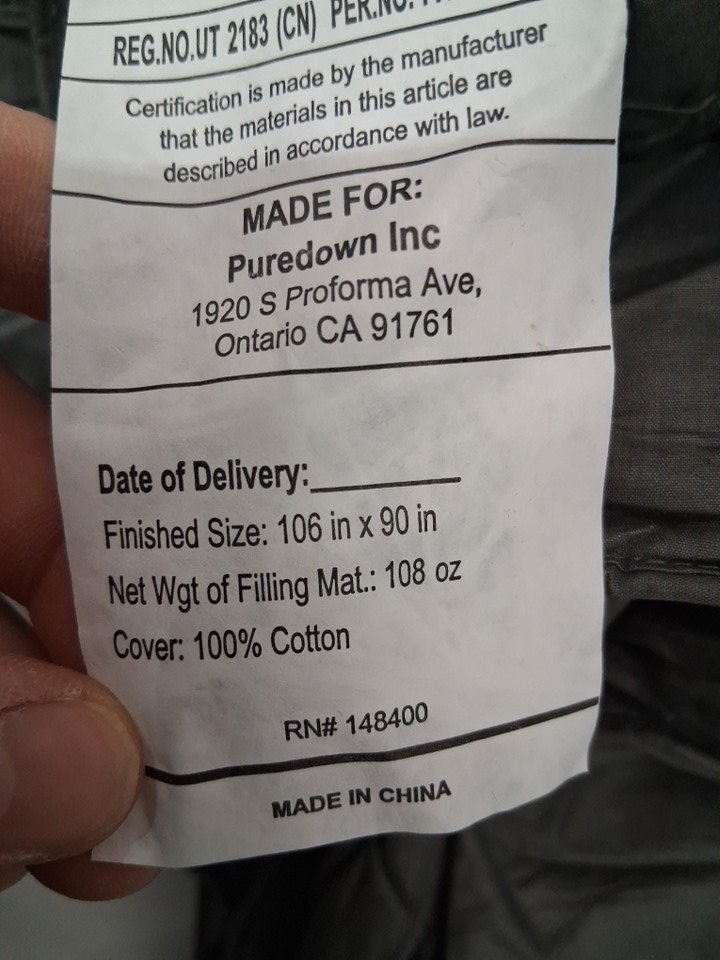 REG.NO.UT 2183 (CN) PER.NO.
Certification is made by the manufacturer
that the materials in this article are
described in accordance with law.
MADE FOR:
Puredown Inc
1920 S Proforma Ave,
Ontario CA 91761
Date of Delivery:
Finished Size: 106 in x 90 in
Net Wgt of Filling Mat.: 108 oz
Cover: 100% Cotton
RN# 148400
MADE IN CHINA